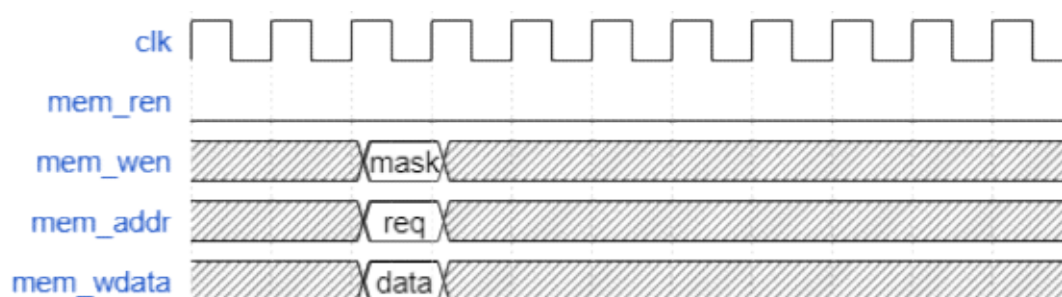 clk
mem_ren
mem_wen mask
mem_addr req
mem_wdata data